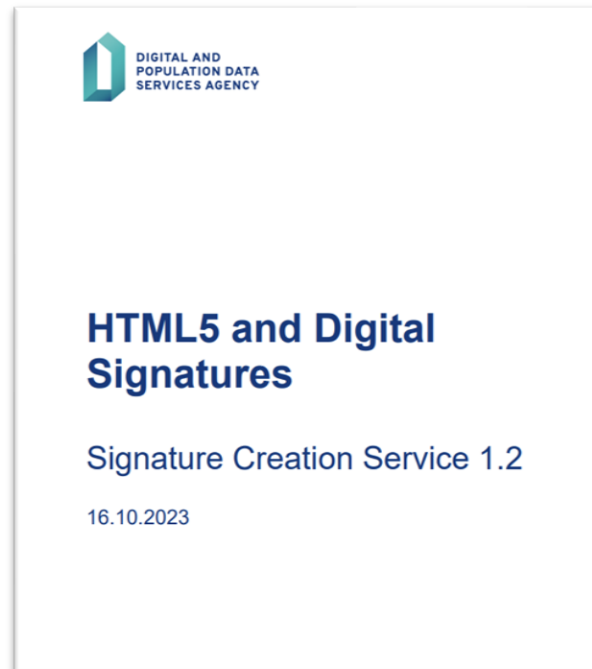 DIGITAL AND
POPULATION DATA
SERVICES AGENCY
HTML5 and Digital
Signatures
Signature Creation Service 1.2
16.10.2023